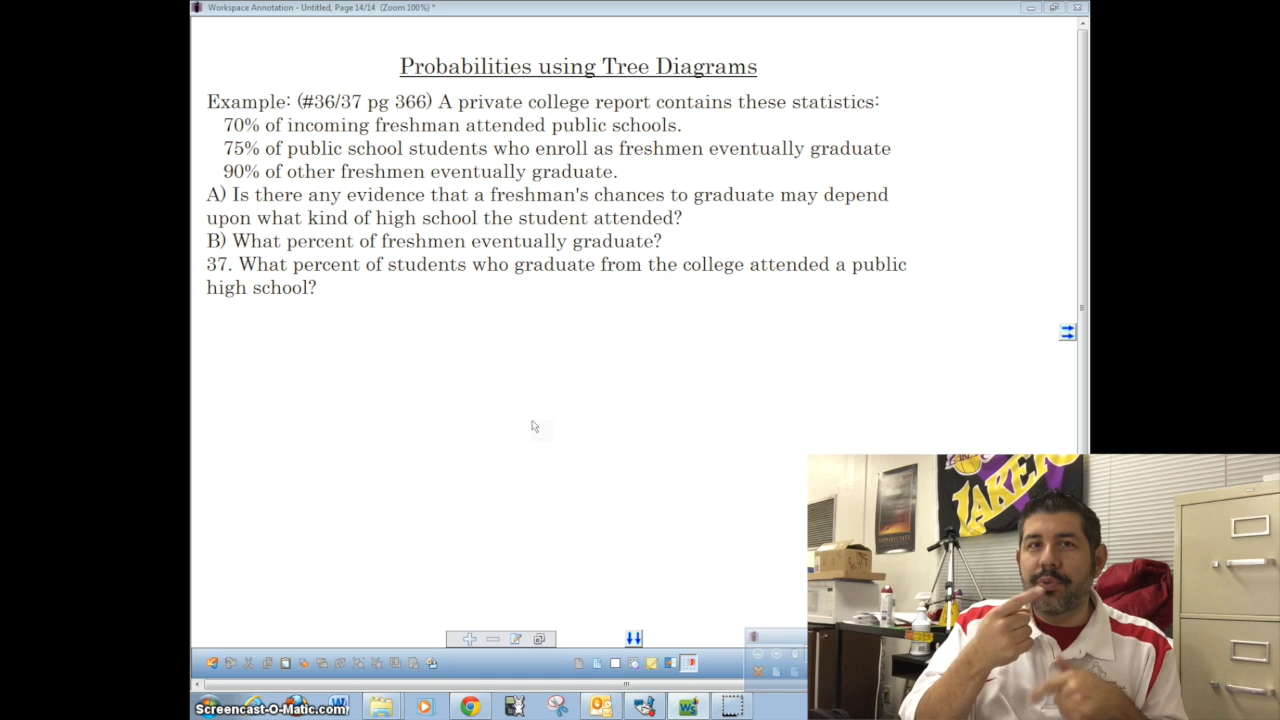 Workspace Annotation - Untitled, Page 14/14 (Zoom 100%) *
Probabilities using Tree Diagrams
Example: (#36/37 pg 366) A private college report contains these statistics:
70% of incoming freshman attended public schools.
75% of public school students who enroll as freshmen eventually graduate
90% of other freshmen eventually graduate.
A) Is there any evidence that a freshman's chances to graduate may depend
upon what kind of high school the student attended?
B) What percent of freshmen eventually graduate?
37. What percent of students who graduate from the college attended a public
high school?
LAKERS
OPPORTUNITY
Screencast-O-Matic.com